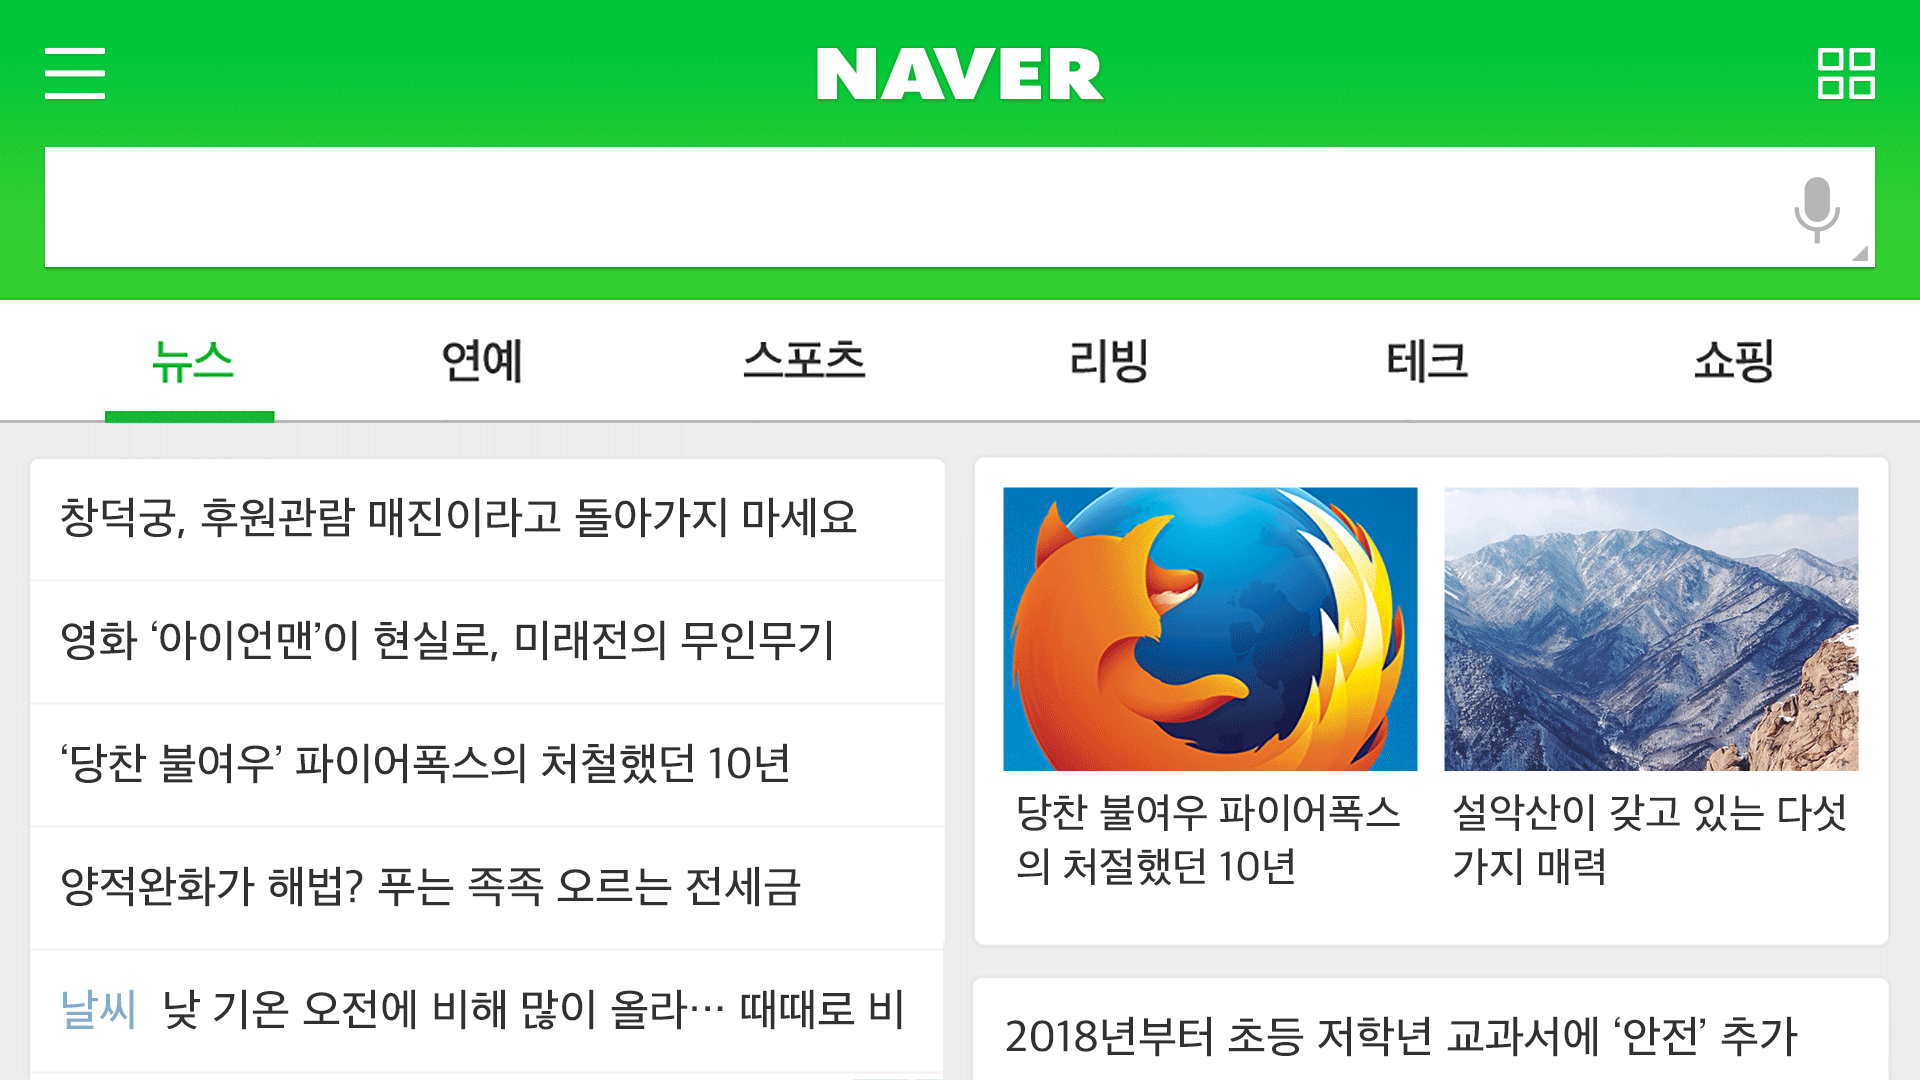 NAVER
뉴스 연예 스포츠 리빙 테크 쇼핑
창덕궁, 후원관람 매진이라고 돌아가지 마세요
영화 ‘아이언맨’이 현실로, 미래전의 무인무기
‘당찬 불여우’ 파이어폭스의 처철했던 10년
양적완화가 해법? 푸는 족족 오르는 전세금
날씨 낮 기온 오전에 비해 많이 올라… 때때로 비
당찬 불여우 파이어폭스
의 처절했던 10년
설악산이 갖고 있는 다섯
가지 매력
2018년부터 초등 저학년 교과서에 ‘안전’ 추가